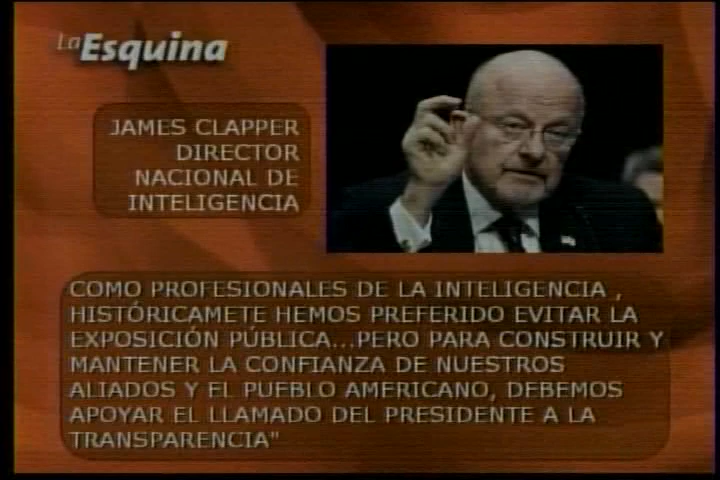 La Esquina
JAMES CLAPPER
DIRECTOR
NACIONAL DE
INTELIGENCIA
COMO PROFESIONALES DE LA INTELIGENCIA ,
HISTÓRICAMETE HEMOS PREFERIDO EVITAR LA
EXPOSICIÓN PÚBLICA...PERO PARA CONSTRUIR Y
MANTENER LA CONFIANZA DE NUESTROS
ALIADOS Y EL PUEBLO AMERICANO, DEBEMOS
APOYAR EL LLAMADO DEL PRESIDENTE A LA
TRANSPARENCIA"